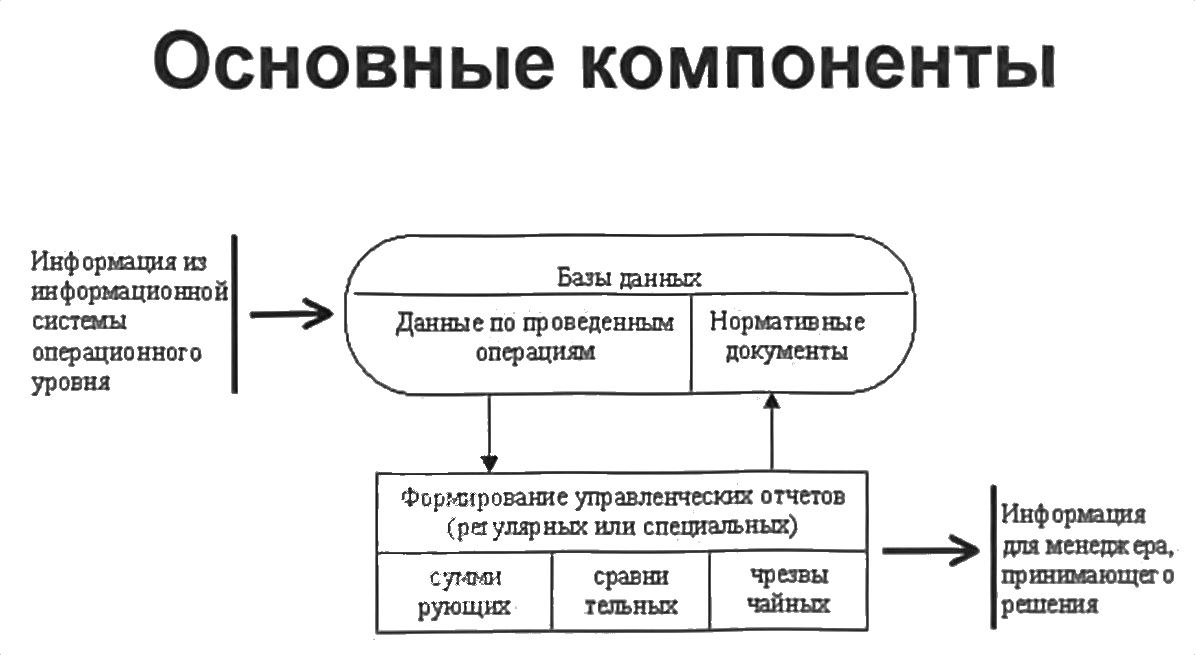 Основные компоненты
Информация из
информационной
системы
операционного
уровня
Базы данных
Данные по проведенным
операциям
Нормативные
документы
Формирование управленческих отчетов
(регулярных или специальных)
сумми
рующих
сравни
тельных
чрезвы
чайных
Информация
для менеджера,
принимающего
решения